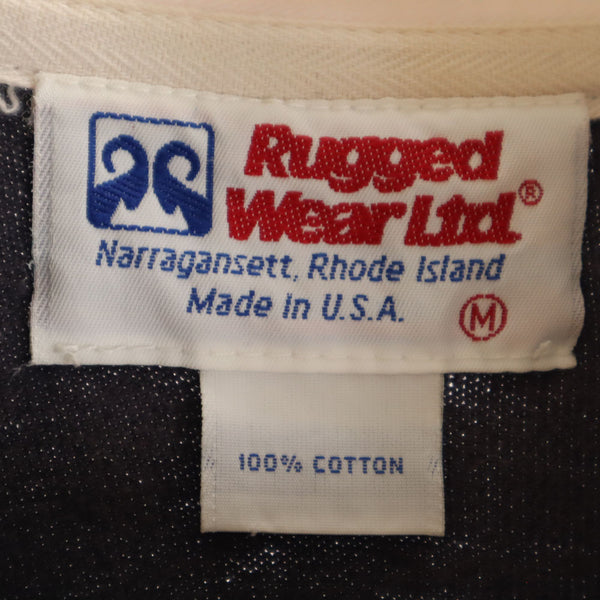 Rugged
Wear Ltd.®
Narragansett, Rhode Island
Made in U.S.A. M
100% COTTON